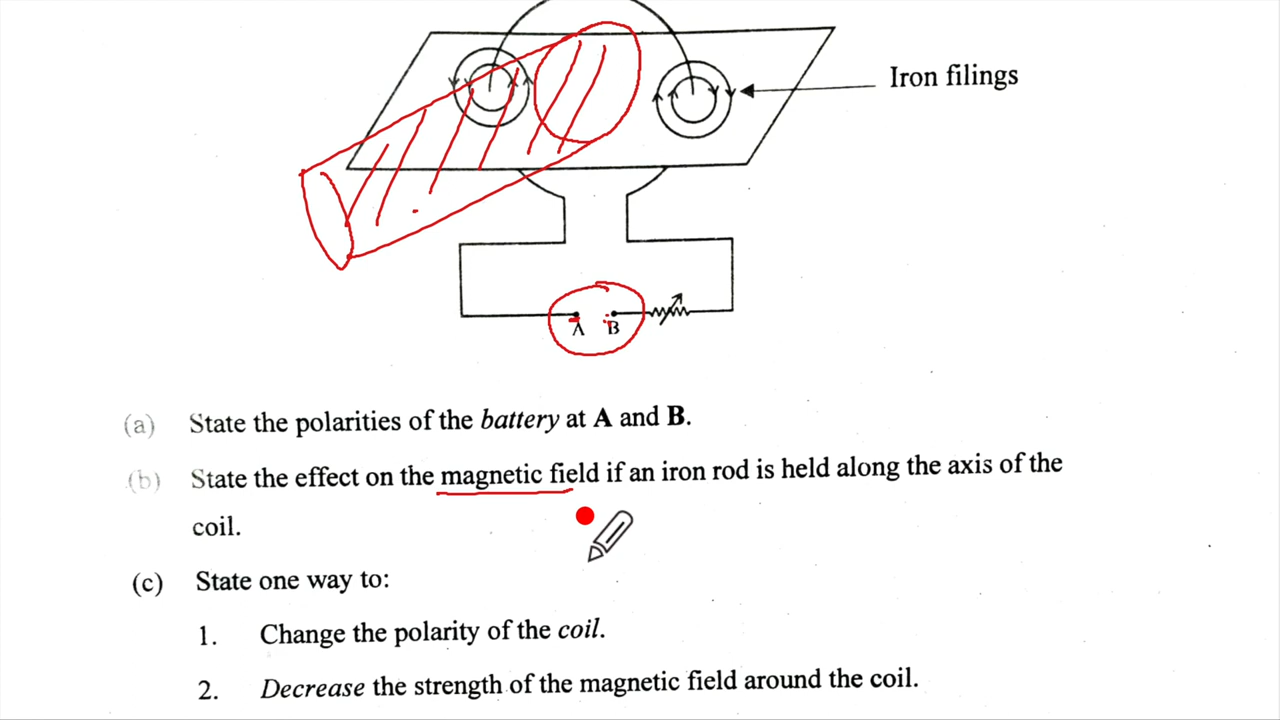 Iron filings
A B
(a) State the polarities of the battery at A and B.
(b) State the effect on the magnetic field if an iron rod is held along the axis of the
coil.
(c) State one way to:
1. Change the polarity of the coil.
2. Decrease the strength of the magnetic field around the coil.